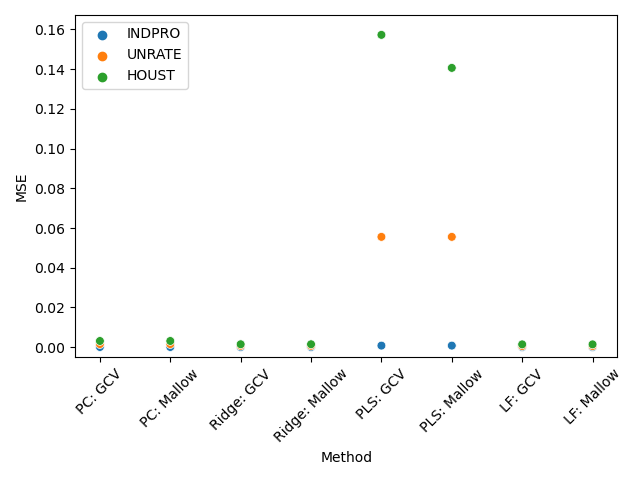 INDPRO
UNRATE
HOUST
0.16
0.14
0.12
0.10
0.08
0.06
0.04
0.02
0.00
MSE
PC: GCV
PC: Mallow
Ridge: GCV
Ridge: Mallow
PLS: GCV
PLS: Mallow
LF: GCV
LF: Mallow
Method